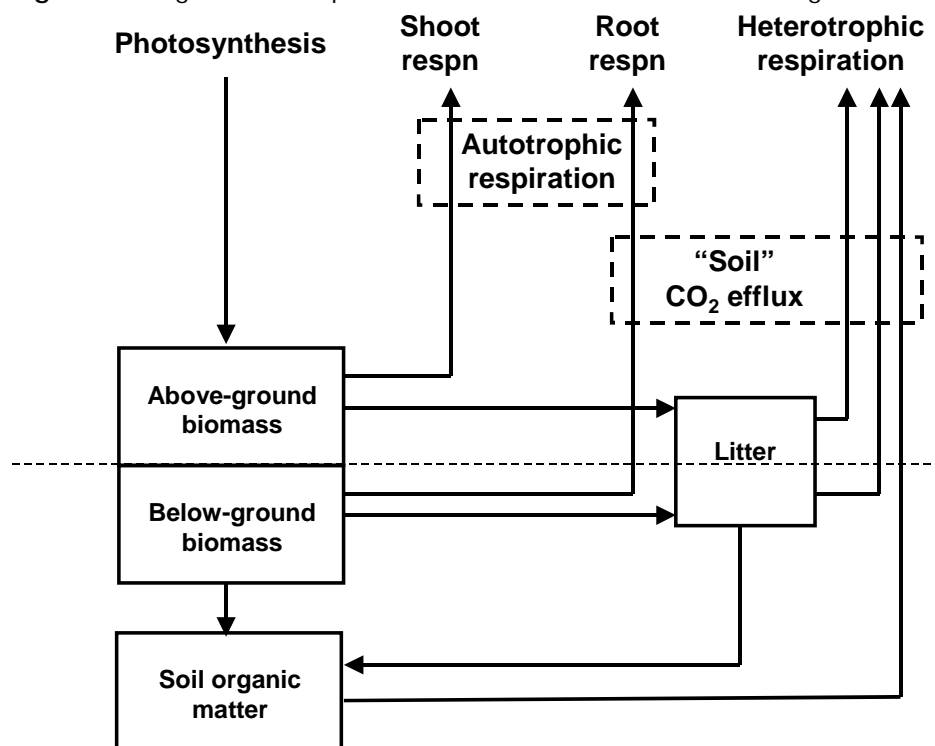 Photosynthesis
Shoot
respn
Root
respn
Heterotrophic
respiration
Autotrophic
respiration
“Soil”
CO₂ efflux
Above-ground
biomass
Litter
Below-ground
biomass
Soil organic
matter